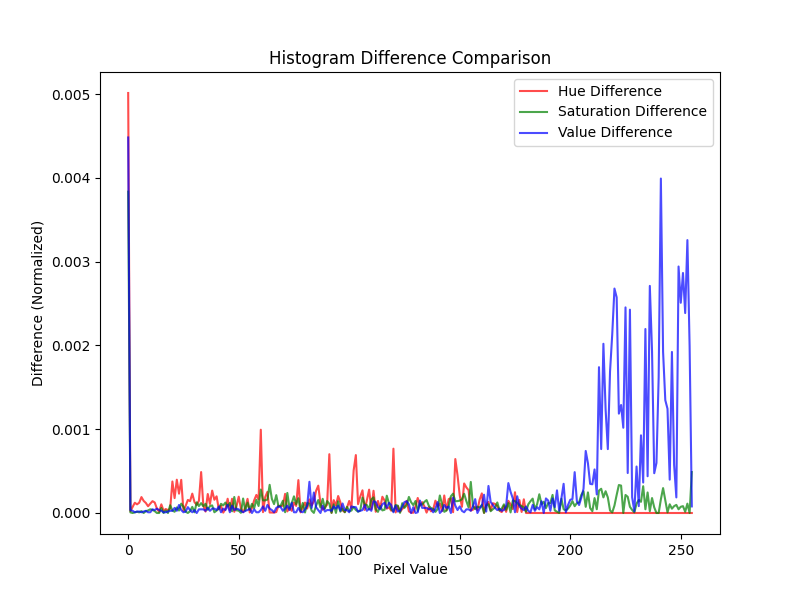 Histogram Difference Comparison
Hue Difference
Saturation Difference
Value Difference
0.005
0.004
0.003
0.002
0.001
0.000
Difference (Normalized)
0 50 100 150 200 250
Pixel Value